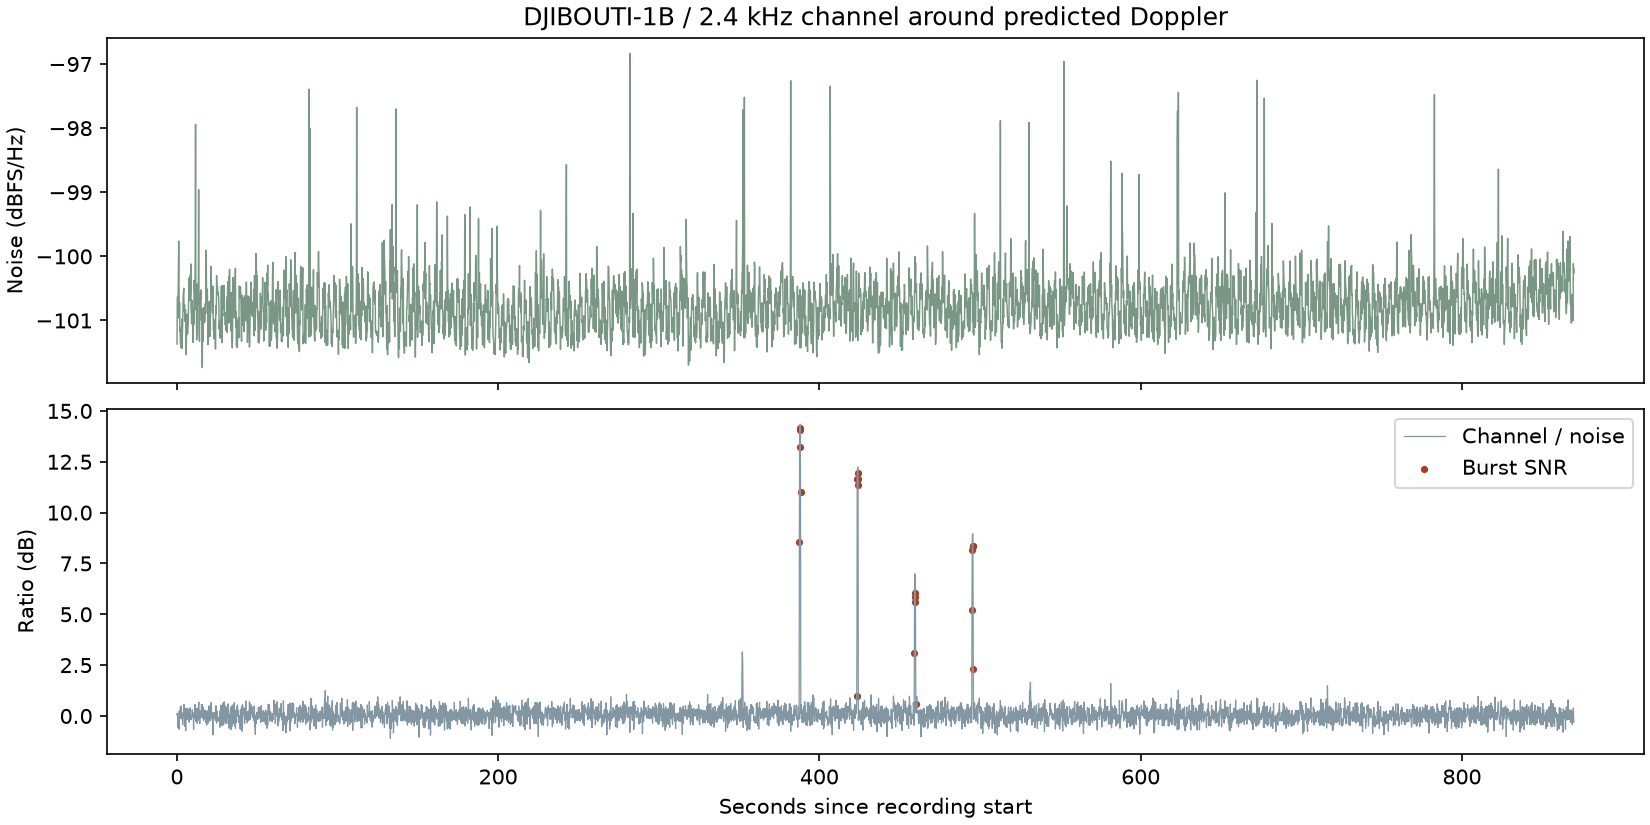 DJIBOUTI-1B / 2.4 kHz channel around predicted Doppler
Noise (dBFS/Hz)
−97
−98
−99
−100
−101
Ratio (dB)
15.0
12.5
10.0
7.5
5.0
2.5
0.0
Channel / noise
Burst SNR
0
200
400
600
800
Seconds since recording start